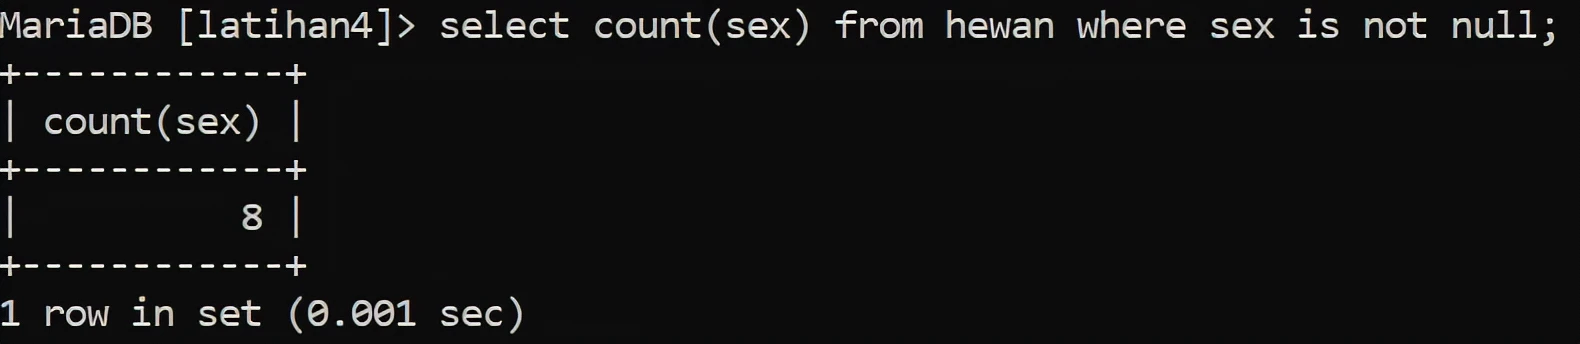 MariaDB [latihan4]> select count(sex) from hewan where sex is not null;
+------------+
| count(sex) |
+------------+
|          8 |
+------------+
1 row in set (0.001 sec)